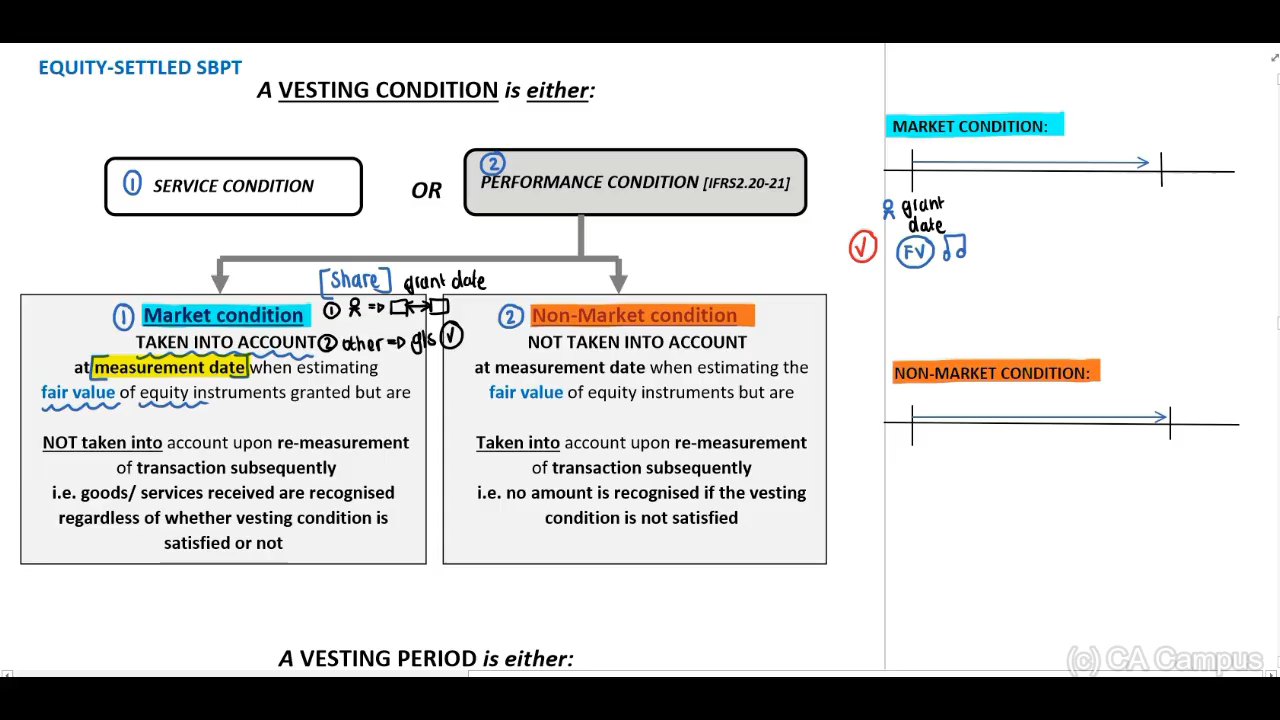 EQUITY-SETTLED SBPT
A VESTING CONDITION is either:
① SERVICE CONDITION
OR
② PERFORMANCE CONDITION [IFRS2.20-21]
[Share] grant date
① Market condition
① ⇒ ↔
TAKEN INTO ACCOUNT
② other ⇒ g/s √
at measurement date when estimating
fair value of equity instruments granted but are
NOT taken into account upon re-measurement
of transaction subsequently
i.e. goods/ services received are recognised
regardless of whether vesting condition is
satisfied or not
② Non-Market condition
NOT TAKEN INTO ACCOUNT
at measurement date when estimating the
fair value of equity instruments but are
Taken into account upon re-measurement
of transaction subsequently
i.e. no amount is recognised if the vesting
condition is not satisfied
A VESTING PERIOD is either:
MARKET CONDITION:
grant
date
√ FV ♫
NON-MARKET CONDITION:
(c) CA Campus